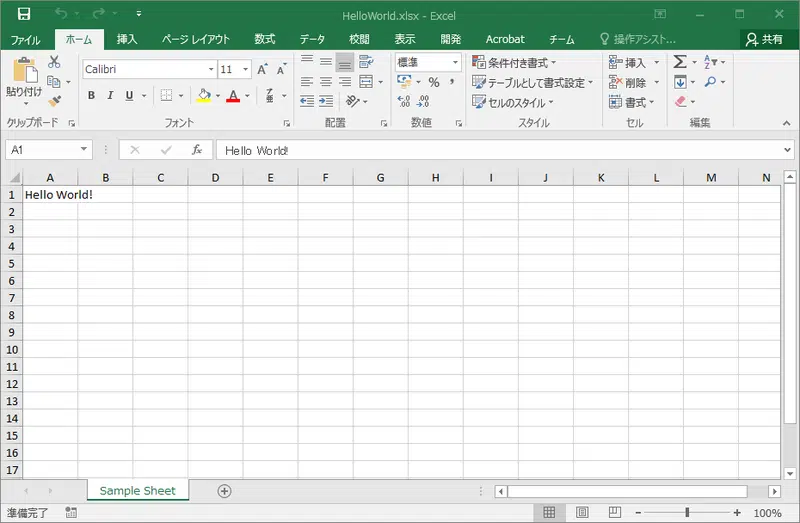 HelloWorld.xlsx - Excel
ファイル ホーム 挿入 ページ レイアウト 数式 データ 校閲 表示 開発 Acrobat チーム 操作アシスト... 共有
貼り付け
Calibri 11
B I U
標準
%
条件付き書式
テーブルとして書式設定
セルのスタイル
挿入
削除
書式
クリップボード フォント 配置 数値 スタイル セル 編集
A1 fx Hello World!
A B C D E F G H I J K L M N
1 Hello World!
2
3
4
5
6
7
8
9
10
11
12
13
14
15
16
17
Sample Sheet
準備完了 100%